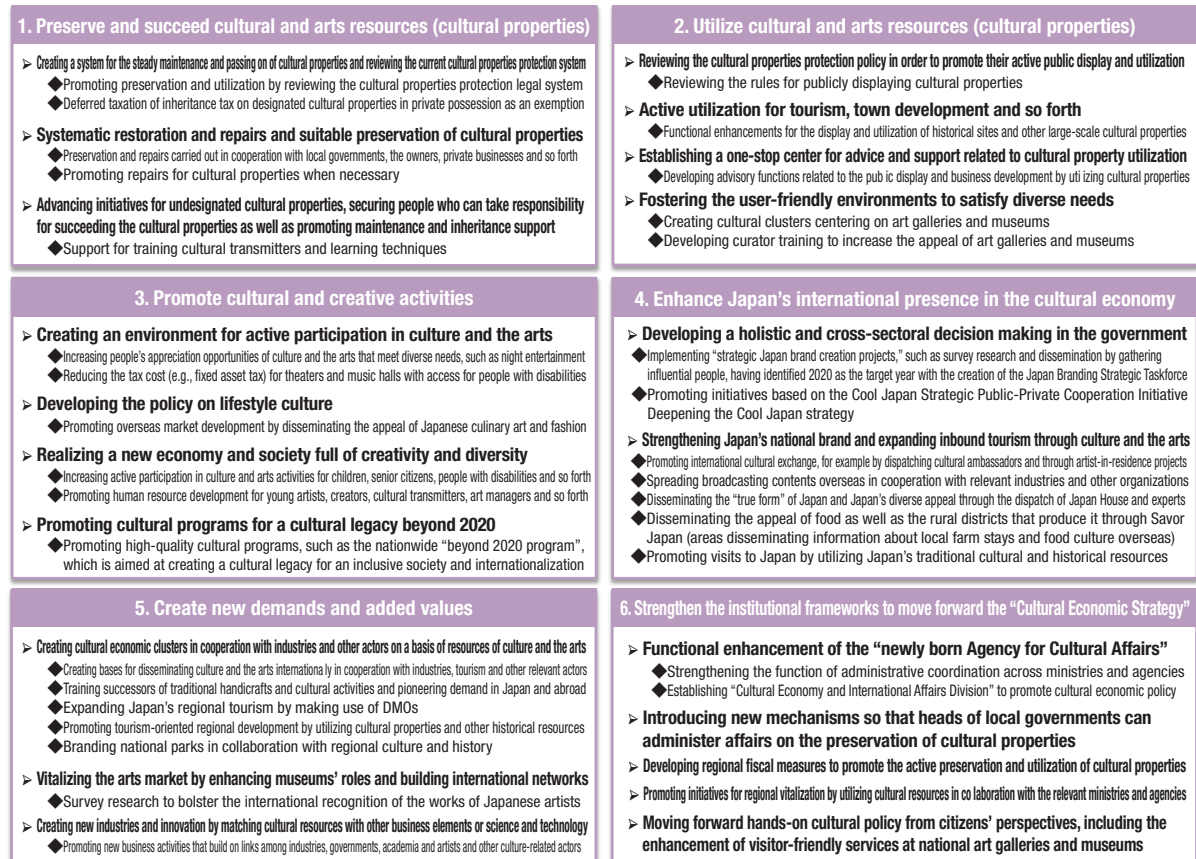 1. Preserve and succeed cultural and arts resources (cultural properties)
➢ Creating a system for the steady maintenance and passing on of cultural properties and reviewing the current cultural properties protection system
◆Promoting preservation and utilization by reviewing the cultural properties protection legal system
◆Deferred taxation of inheritance tax on designated cultural properties in private possession as an exemption
➢ Systematic restoration and repairs and suitable preservation of cultural properties
◆Preservation and repairs carried out in cooperation with local governments, the owners, private businesses and so forth
◆Promoting repairs for cultural properties when necessary
➢ Advancing initiatives for undesignated cultural properties, securing people who can take responsibility
for succeeding the cultural properties as well as promoting maintenance and inheritance support
◆Support for training cultural transmitters and learning techniques
2. Utilize cultural and arts resources (cultural properties)
➢ Reviewing the cultural properties protection policy in order to promote their active public display and utilization
◆Reviewing the rules for publicly displaying cultural properties
➢ Active utilization for tourism, town development and so forth
◆Functional enhancements for the display and utilization of historical sites and other large-scale cultural properties
➢ Establishing a one-stop center for advice and support related to cultural property utilization
◆Developing advisory functions related to the pub ic display and business development by uti izing cultural properties
➢ Fostering the user-friendly environments to satisfy diverse needs
◆Creating cultural clusters centering on art galleries and museums
◆Developing curator training to increase the appeal of art galleries and museums
3. Promote cultural and creative activities
➢ Creating an environment for active participation in culture and the arts
◆Increasing people's appreciation opportunities of culture and the arts that meet diverse needs, such as night entertainment
◆Reducing the tax cost (e.g., fixed asset tax) for theaters and music halls with access for people with disabilities
➢ Developing the policy on lifestyle culture
◆Promoting overseas market development by disseminating the appeal of Japanese culinary art and fashion
➢ Realizing a new economy and society full of creativity and diversity
◆Increasing active participation in culture and arts activities for children, senior citizens, people with disabilities and so forth
◆Promoting human resource development for young artists, creators, cultural transmitters, art managers and so forth
➢ Promoting cultural programs for a cultural legacy beyond 2020
◆Promoting high-quality cultural programs, such as the nationwide "beyond 2020 program",
which is aimed at creating a cultural legacy for an inclusive society and internationalization
4. Enhance Japan's international presence in the cultural economy
➢ Developing a holistic and cross-sectoral decision making in the government
◆Implementing "strategic Japan brand creation projects," such as survey research and dissemination by gathering
influential people, having identified 2020 as the target year with the creation of the Japan Branding Strategic Taskforce
◆Promoting initiatives based on the Cool Japan Strategic Public-Private Cooperation Initiative
Deepening the Cool Japan strategy
➢ Strengthening Japan's national brand and expanding inbound tourism through culture and the arts
◆Promoting international cultural exchange, for example by dispatching cultural ambassadors and through artist-in-residence projects
◆Spreading broadcasting contents overseas in cooperation with relevant industries and other organizations
◆Disseminating the "true form" of Japan and Japan's diverse appeal through the dispatch of Japan House and experts
◆Disseminating the appeal of food as well as the rural districts that produce it through Savor
Japan (areas disseminating information about local farm stays and food culture overseas)
◆Promoting visits to Japan by utilizing Japan's traditional cultural and historical resources
5. Create new demands and added values
➢ Creating cultural economic clusters in cooperation with industries and other actors on a basis of resources of culture and the arts
◆Creating bases for disseminating culture and the arts internationa ly in cooperation with industries, tourism and other relevant actors
◆Training successors of traditional handicrafts and cultural activities and pioneering demand in Japan and abroad
◆Expanding Japan's regional tourism by making use of DMOs
◆Promoting tourism-oriented regional development by utilizing cultural properties and other historical resources
◆Branding national parks in collaboration with regional culture and history
➢ Vitalizing the arts market by enhancing museums' roles and building international networks
◆Survey research to bolster the international recognition of the works of Japanese artists
➢ Creating new industries and innovation by matching cultural resources with other business elements or science and technology
◆Promoting new business activities that build on links among industries, governments, academia and artists and other culture-related actors
6. Strengthen the institutional frameworks to move forward the "Cultural Economic Strategy"
➢ Functional enhancement of the "newly born Agency for Cultural Affairs"
◆Strengthening the function of administrative coordination across ministries and agencies
◆Establishing "Cultural Economy and International Affairs Division" to promote cultural economic policy
➢ Introducing new mechanisms so that heads of local governments can
administer affairs on the preservation of cultural properties
➢ Developing regional fiscal measures to promote the active preservation and utilization of cultural properties
➢ Promoting initiatives for regional vitalization by utilizing cultural resources in co laboration with the relevant ministries and agencies
➢ Moving forward hands-on cultural policy from citizens' perspectives, including the
enhancement of visitor-friendly services at national art galleries and museums